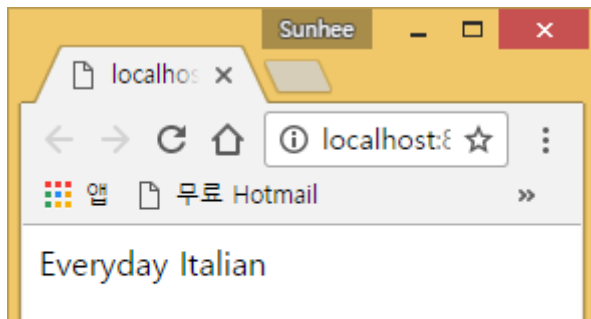 Sunhee
localhos
localhost:8
앱 무료 Hotmail
Everyday Italian